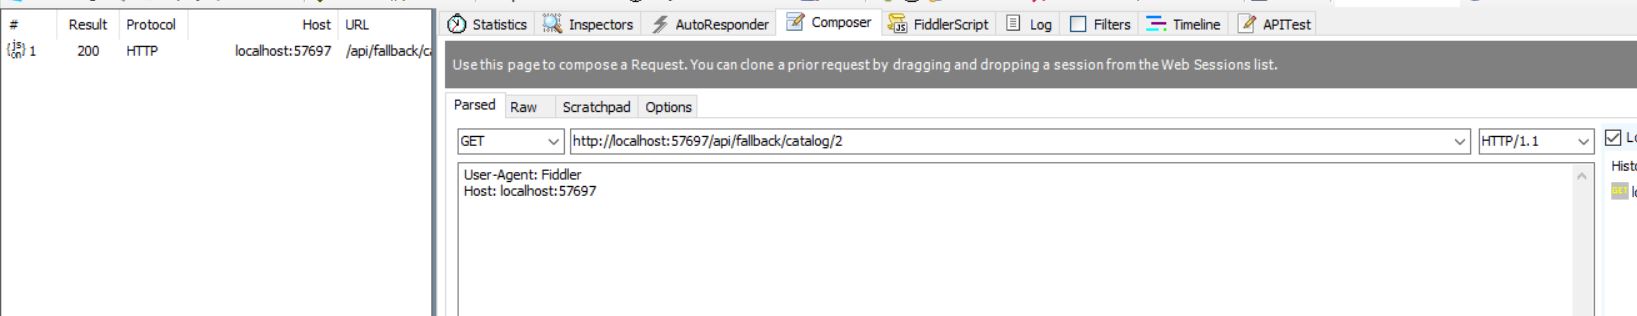 # Result Protocol Host URL
{js on} 1 200 HTTP localhost:57697 /api/fallback/c
Statistics Inspectors AutoResponder Composer FiddlerScript Log Filters Timeline APITest
Use this page to compose a Request. You can clone a prior request by dragging and dropping a session from the Web Sessions list.
Parsed Raw Scratchpad Options
GET http://localhost:57697/api/fallback/catalog/2 HTTP/1.1
User-Agent: Fiddler
Host: localhost:57697
GET